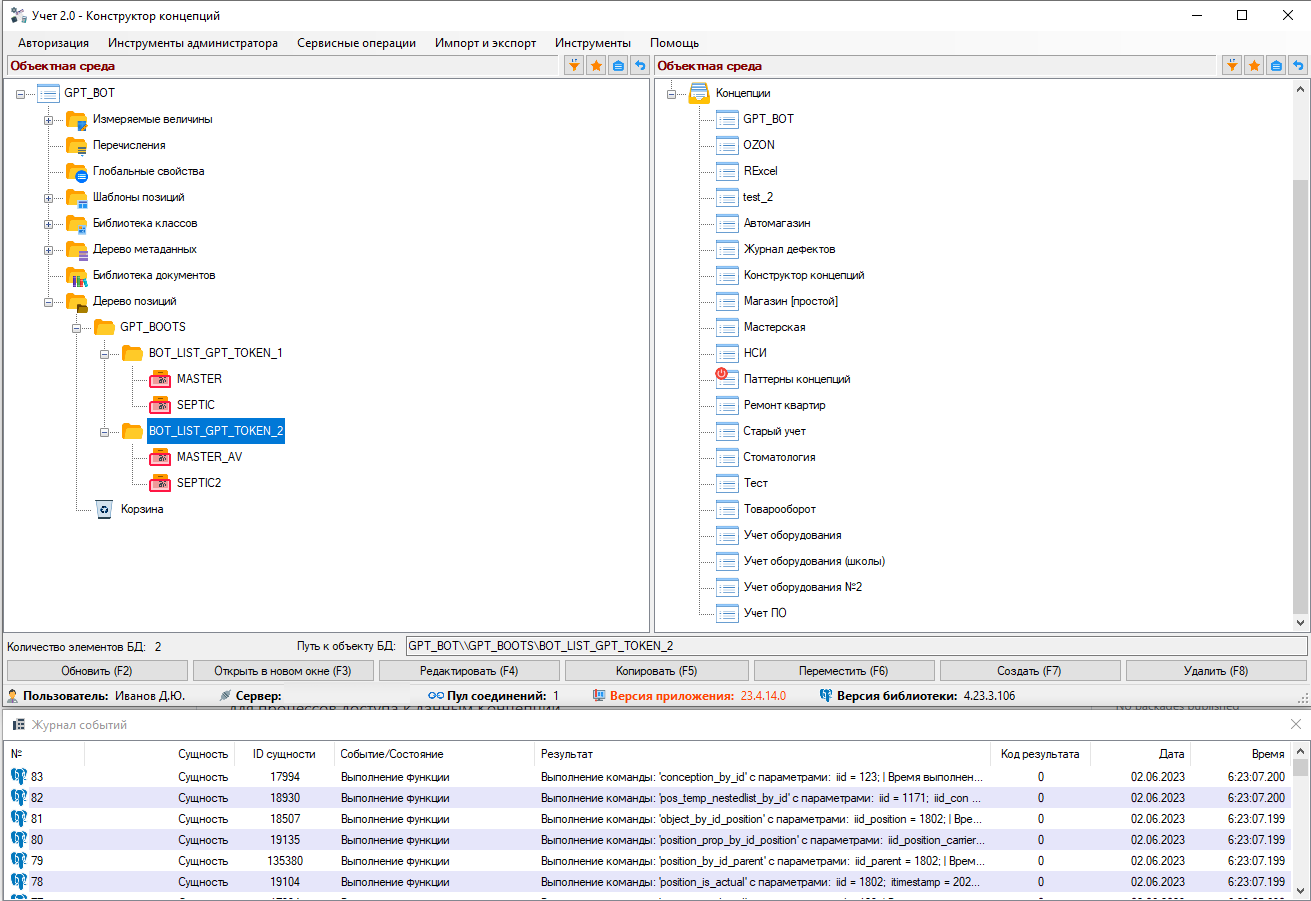 Учет 2.0 - Конструктор концепций
Авторизация Инструменты администратора Сервисные операции Импорт и экспорт Инструменты Помощь
Объектная среда
GPT_BOT
Измеряемые величины
Перечисления
Глобальные свойства
Шаблоны позиций
Библиотека классов
Дерево метаданных
Библиотека документов
Дерево позиций
GPT_BOOTS
BOT_LIST_GPT_TOKEN_1
MASTER
SEPTIC
BOT_LIST_GPT_TOKEN_2
MASTER_AV
SEPTIC2
Корзина
Объектная среда
Концепции
GPT_BOT
OZON
RExcel
test_2
Автомагазин
Журнал дефектов
Конструктор концепций
Магазин [простой]
Мастерская
НСИ
Паттерны концепций
Ремонт квартир
Старый учет
Стоматология
Тест
Товарооборот
Учет оборудования
Учет оборудования (школы)
Учет оборудования №2
Учет ПО
Количество элементов БД: 2 Путь к объекту БД: GPT_BOT\\GPT_BOOTS\BOT_LIST_GPT_TOKEN_2
Обновить (F2) Открыть в новом окне (F3) Редактировать (F4) Копировать (F5) Переместить (F6) Создать (F7) Удалить (F8)
Пользователь: Иванов Д.Ю. Сервер: Пул соединений: 1 Версия приложения: 23.4.14.0 Версия библиотеки: 4.23.3.106
Журнал событий
№ Сущность ID сущности Событие/Состояние Результат Код результата Дата Время
83 Сущность 17994 Выполнение функции Выполнение команды: 'conception_by_id' с параметрами: iid = 123; | Время выполнен... 0 02.06.2023 6:23:07.200
82 Сущность 18930 Выполнение функции Выполнение команды: 'pos_temp_nestedlist_by_id' с параметрами: iid = 1171; iid_con ... 0 02.06.2023 6:23:07.200
81 Сущность 18507 Выполнение функции Выполнение команды: 'object_by_id_position' с параметрами: iid_position = 1802; | Вре... 0 02.06.2023 6:23:07.199
80 Сущность 19135 Выполнение функции Выполнение команды: 'position_prop_by_id_position' с параметрами: iid_position_carrier... 0 02.06.2023 6:23:07.199
79 Сущность 135380 Выполнение функции Выполнение команды: 'position_by_id_parent' с параметрами: iid_parent = 1802; | Время... 0 02.06.2023 6:23:07.199
78 Сущность 19104 Выполнение функции Выполнение команды: 'position_is_actual' с параметрами: iid = 1802; itimestamp = 202... 0 02.06.2023 6:23:07.199